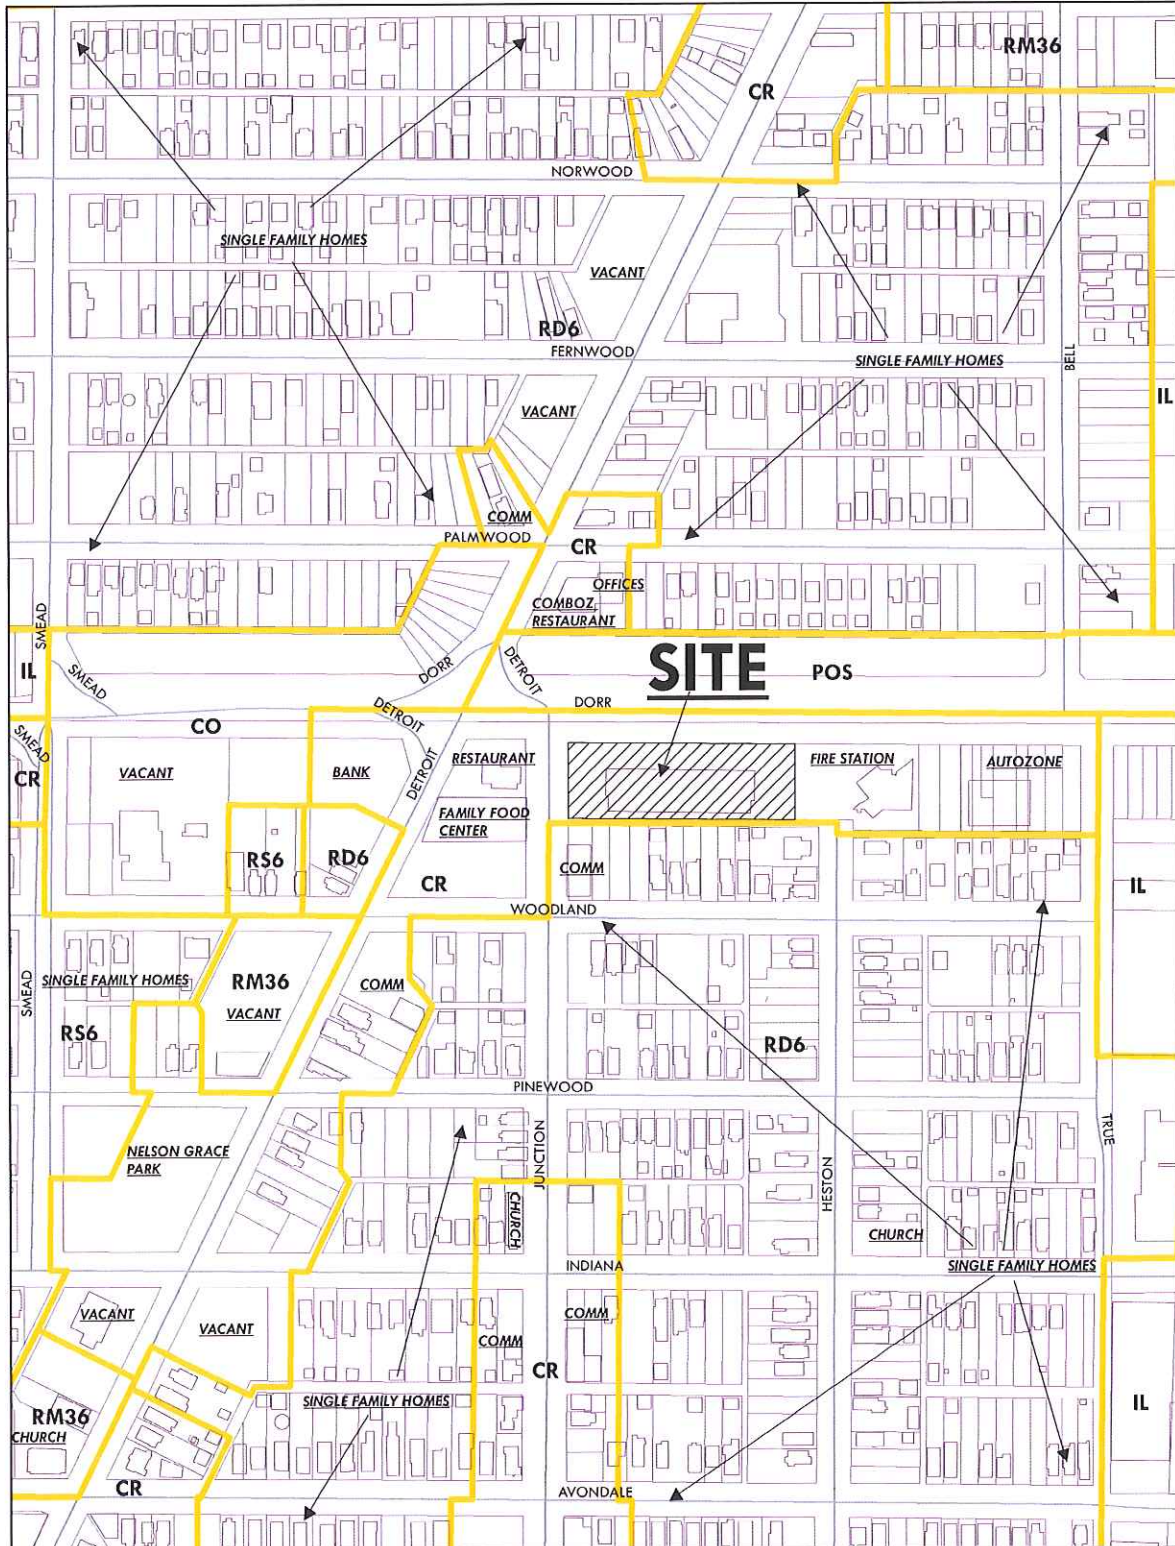 RM36
CR
NORWOOD
SINGLE FAMILY HOMES
VACANT
RD6
FERNWOOD
SINGLE FAMILY HOMES
BELL
IL
VACANT
COMM
PALMWOOD
CR
OFFICES
COMBOZ
RESTAURANT
SMEAD
IL
SMEAD
DORR
DETROIT
SITE
POS
DORR
CO
DETROIT
SMEAD
CR
VACANT
BANK
DETROIT
RESTAURANT
FIRE STATION
AUTOZONE
FAMILY FOOD
CENTER
RS6
RD6
COMM
CR
IL
WOODLAND
SINGLE FAMILY HOMES
RM36
VACANT
COMM
SMEAD
RS6
RD6
PINEWOOD
NELSON GRACE
PARK
JUNCTION
TRUE
HESTON
CHURCH
CHURCH
INDIANA
SINGLE FAMILY HOMES
VACANT
VACANT
COMM
COMM
CR
SINGLE FAMILY HOMES
RM36
CHURCH
IL
CR
AVONDALE